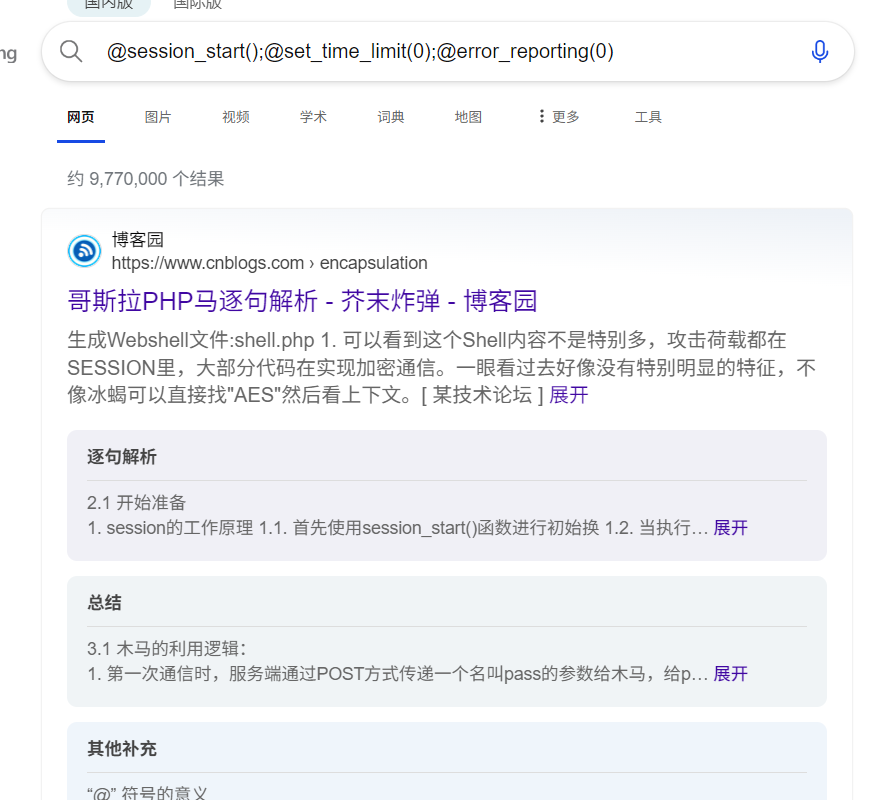 国内版 国际版
ng
@session_start();@set_time_limit(0);@error_reporting(0)
网页 图片 视频 学术 词典 地图 更多 工具
约 9,770,000 个结果
博客园
https://www.cnblogs.com › encapsulation
哥斯拉PHP马逐句解析 - 芥末炸弹 - 博客园
生成Webshell文件:shell.php 1. 可以看到这个Shell内容不是特别多，攻击荷载都在
SESSION里，大部分代码在实现加密通信。一眼看过去好像没有特别明显的特征，不
像冰蝎可以直接找"AES"然后看上下文。[ 某技术论坛 ] 展开
逐句解析
2.1 开始准备
1. session的工作原理 1.1. 首先使用session_start()函数进行初始换 1.2. 当执行… 展开
总结
3.1 木马的利用逻辑：
1. 第一次通信时，服务端通过POST方式传递一个名叫pass的参数给木马，给p… 展开
其他补充
“@” 符号的意义